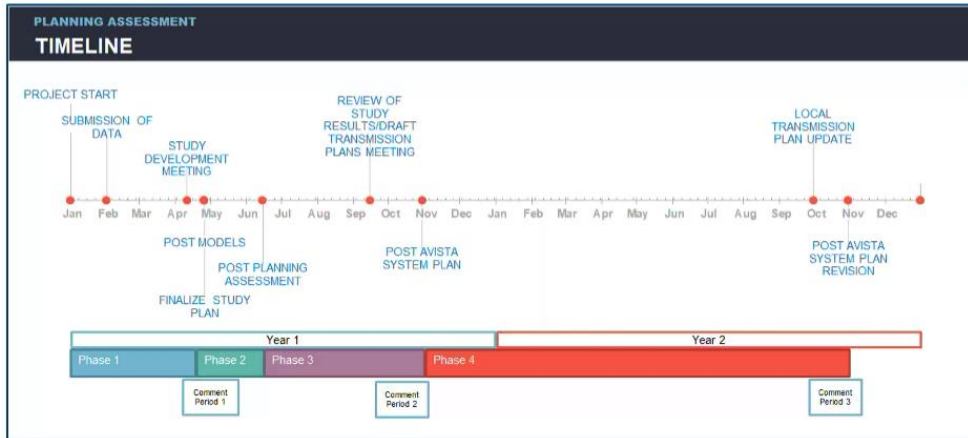 PLANNING ASSESSMENT
TIMELINE
PROJECT START
SUBMISSION OF
DATA
STUDY
DEVELOPMENT
MEETING
REVIEW OF
STUDY
RESULTS/DRAFT
TRANSMISSION
PLANS MEETING
LOCAL
TRANSMISSION
PLAN UPDATE
Jan Feb Mar Apr May Jun Jul Aug Sep Oct Nov Dec Jan Feb Mar Apr May Jun Jul Aug Sep Oct Nov Dec
POST MODELS
POST PLANNING
ASSESSMENT
FINALIZE STUDY
PLAN
POST AVISTA
SYSTEM PLAN
POST AVISTA
SYSTEM PLAN
REVISION
Year 1 Year 2
Phase 1 Phase 2 Phase 3 Phase 4
Comment
Period 1
Comment
Period 2
Comment
Period 3